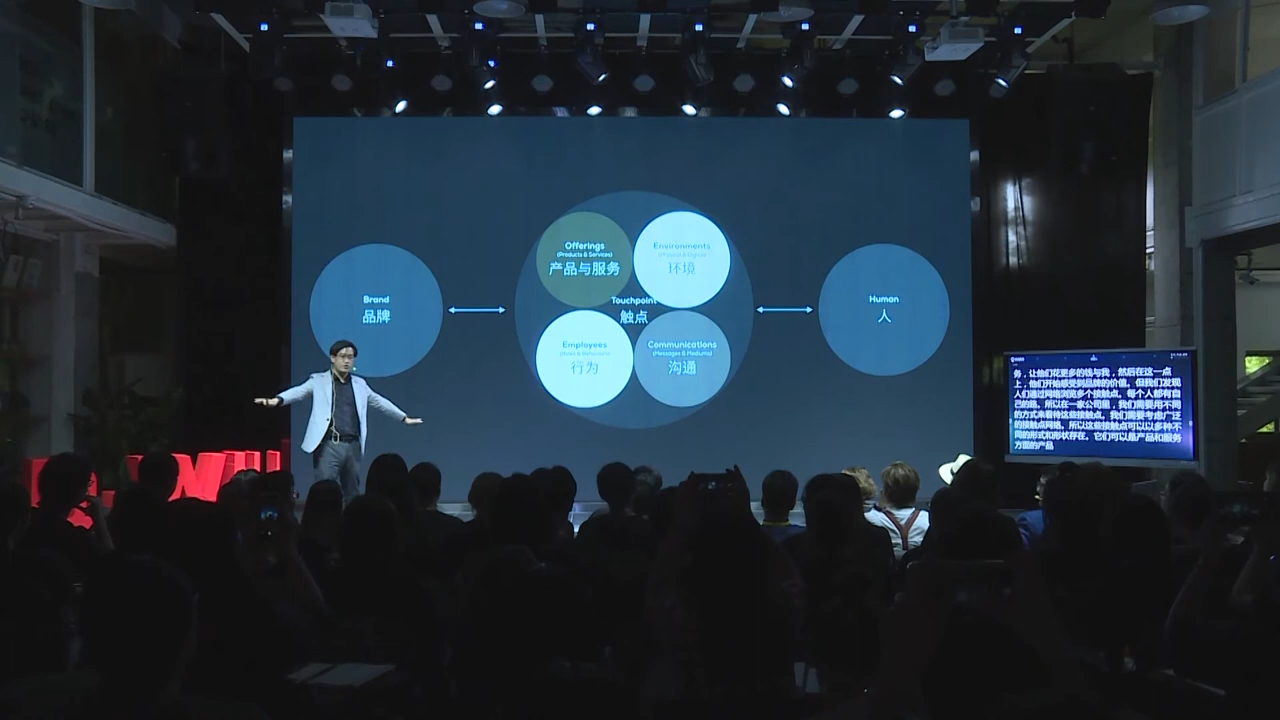 Offerings
(Products & Services)
产品与服务
Environments
(Physical & Digital)
环境
Brand
品牌
Touchpoint
触点
Human
人
Employees
行为
Communications
(Messages & Mediums)
沟通
务，让他们花更多的钱与我，然后在这一点
上，他们开始感受到品牌的价值。但我们发现
人们通过网络浏览多个接触点。每个人都有自
己的路。所以在一家公司里，我们需要用不同
的方式来看待这些接触点。我们需要考虑广泛
的接触点网络。所以这些接触点可以以多种不
同的形式和形状存在。它们可以是产品和服务
方面的产品